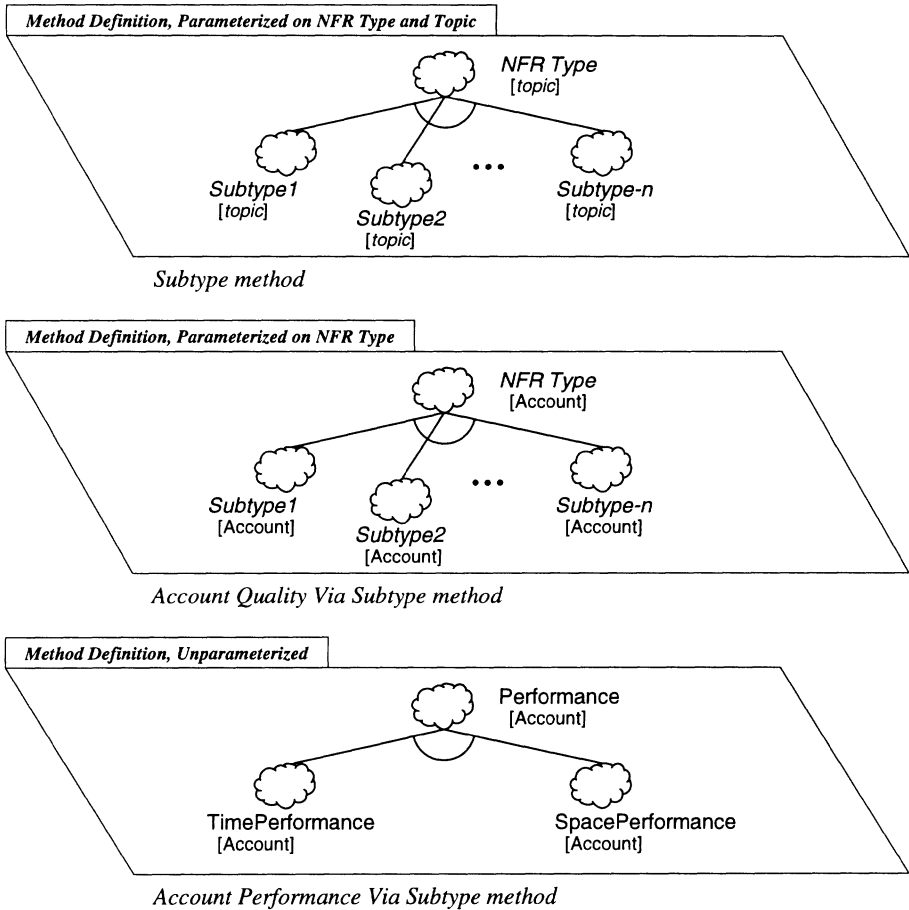 Method Definition, Parameterized on NFR Type and Topic
NFR Type
[topic]
Subtype1
[topic]
Subtype2
[topic]
•••
Subtype-n
[topic]
Subtype method
Method Definition, Parameterized on NFR Type
NFR Type
[Account]
Subtype1
[Account]
Subtype2
[Account]
•••
Subtype-n
[Account]
Account Quality Via Subtype method
Method Definition, Unparameterized
Performance
[Account]
TimePerformance
[Account]
SpacePerformance
[Account]
Account Performance Via Subtype method